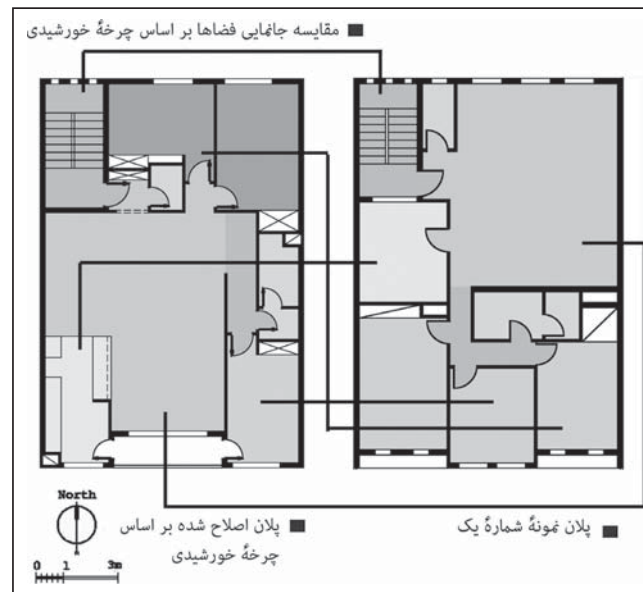 مقایسه جانمایی فضاها بر اساس چرخهٔ خورشیدی
پلان نمونهٔ شمارهٔ یک
پلان اصلاح شده بر اساس
چرخهٔ خورشیدی
North
0 1 3m